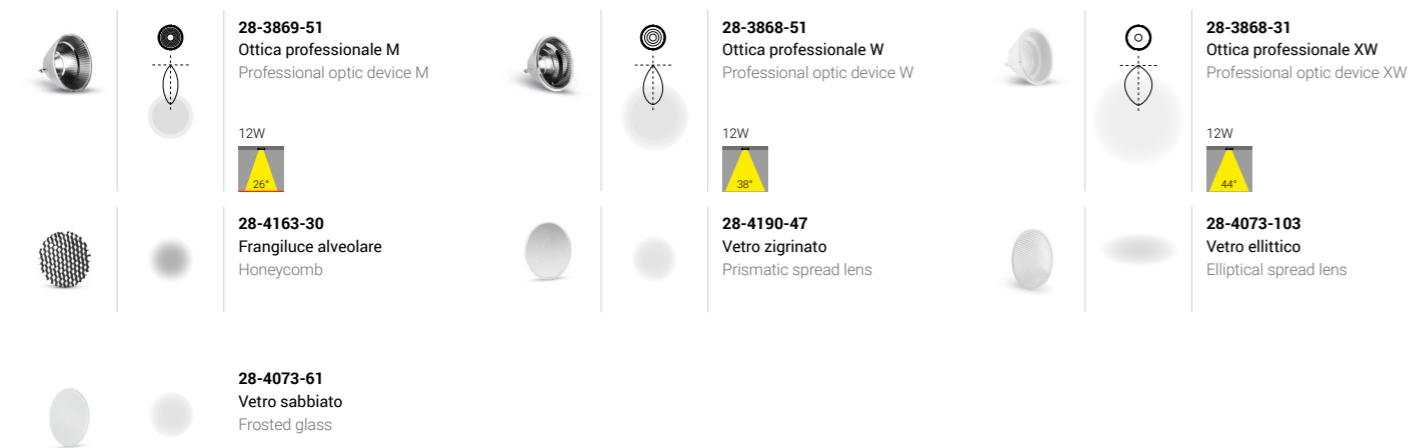 28-3869-51
Ottica professionale M
Professional optic device M
12W
26°
28-3868-51
Ottica professionale W
Professional optic device W
12W
38°
28-3868-31
Ottica professionale XW
Professional optic device XW
12W
44°
28-4163-30
Frangiluce alveolare
Honeycomb
28-4190-47
Vetro zigrinato
Prismatic spread lens
28-4073-103
Vetro ellittico
Elliptical spread lens
28-4073-61
Vetro sabbiato
Frosted glass